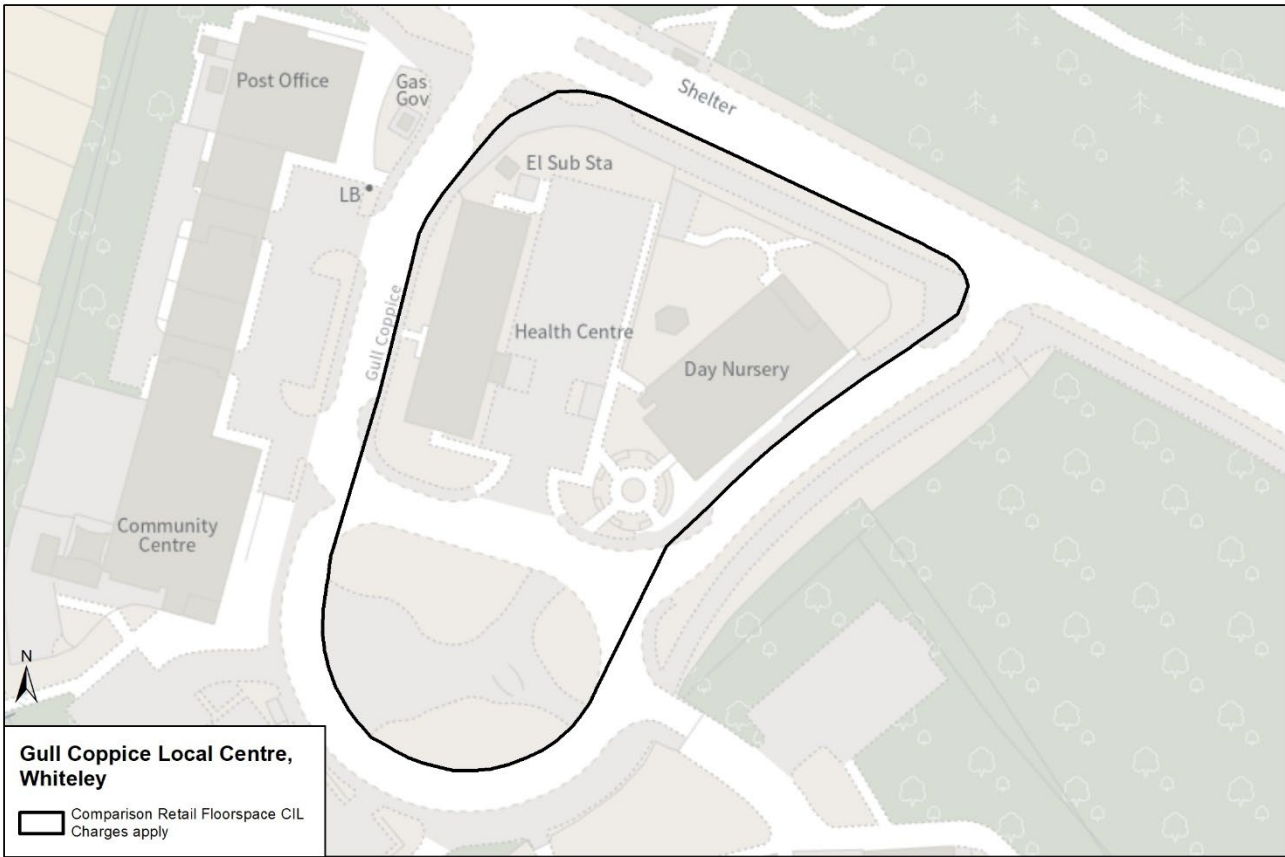 Post Office
Gas
Gov
Shelter
El Sub Sta
LB
Gull Coppice
Health Centre
Day Nursery
Community
Centre
N
Gull Coppice Local Centre,
Whiteley
Comparison Retail Floorspace CIL
Charges apply